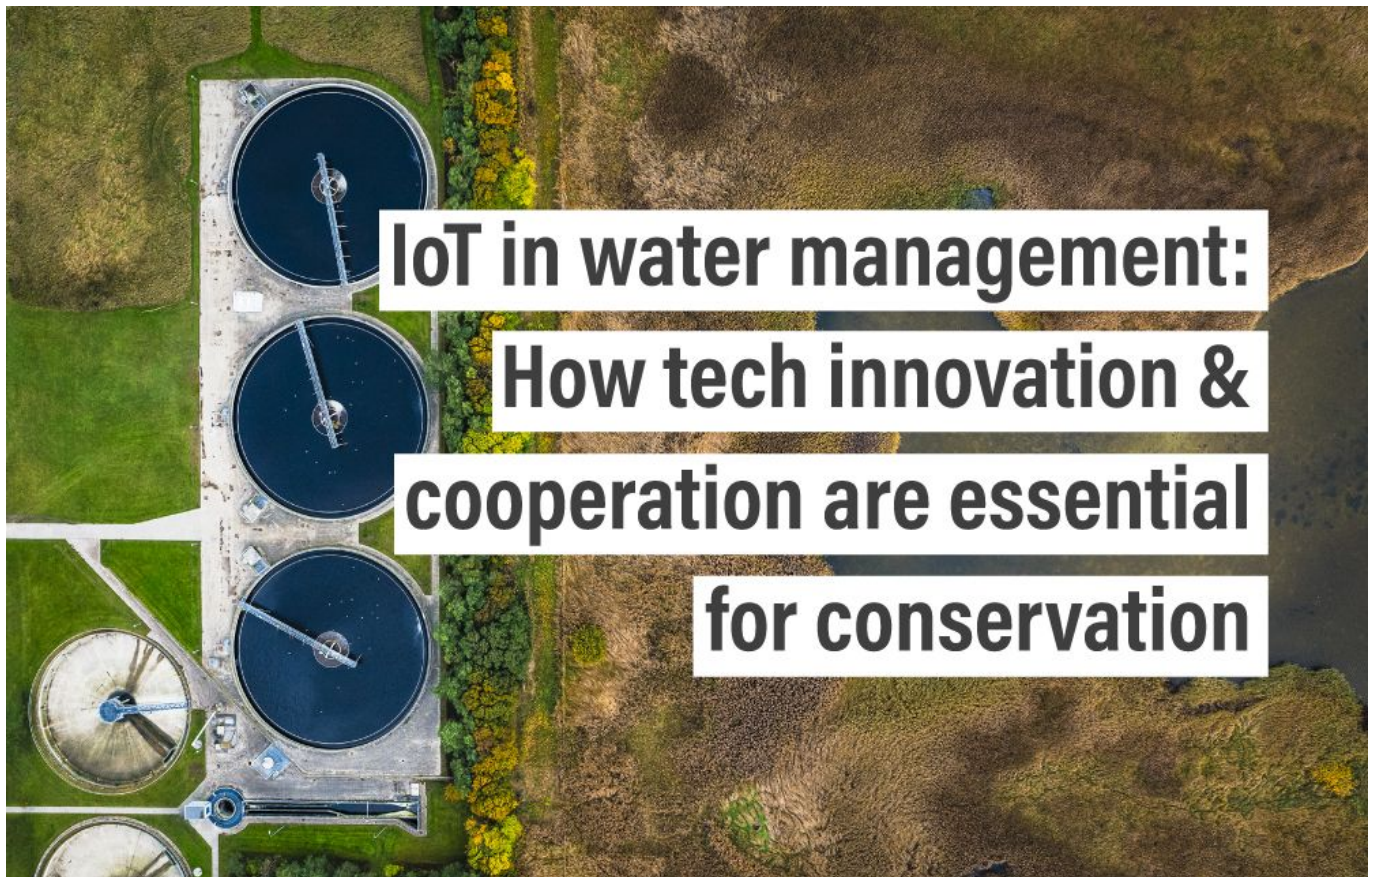 IoT in water management:
How tech innovation &
cooperation are essential
for conservation